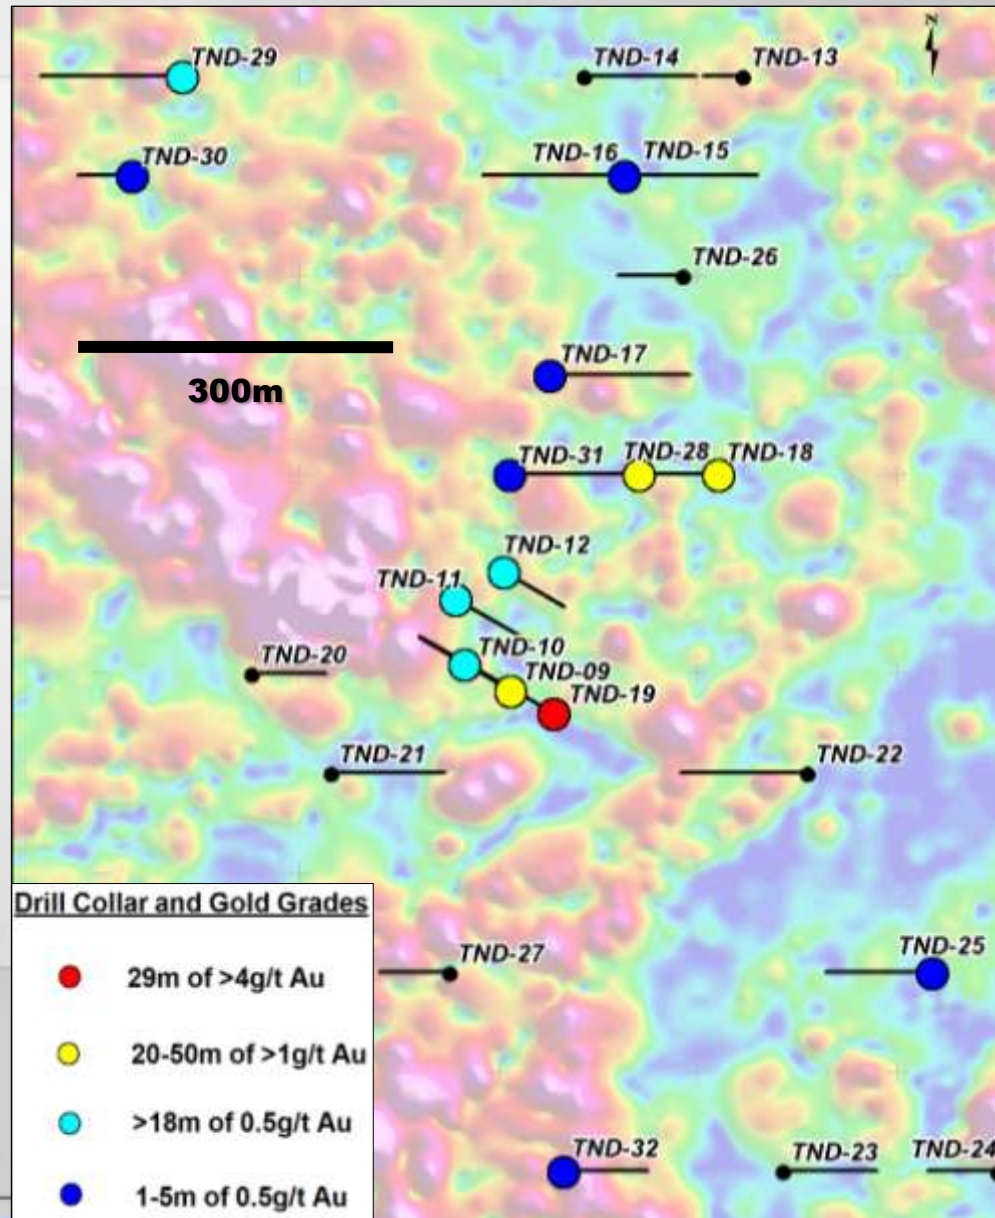 Z
TND-29
TND-14
TND-13
TND-30
TND-16
TND-15
TND-26
TND-17
300m
TND-31
TND-28
TND-18
TND-12
TND-11
TND-10
TND-20
TND-09
TND-19
TND-21
TND-22
Drill Collar and Gold Grades
29m of >4g/t Au
20-50m of >1g/t Au
>18m of 0.5g/t Au
1-5m of 0.5g/t Au
TND-27
TND-25
TND-32
TND-23
TND-24